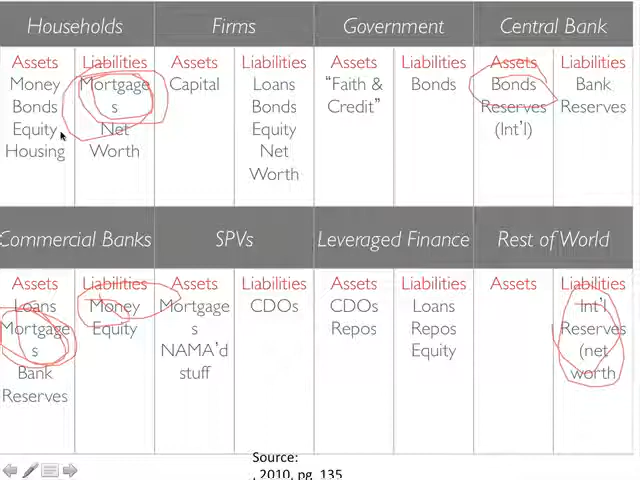 Households Firms Government Central Bank
Assets Liabilities Assets Liabilities Assets Liabilities Assets Liabilities
Money Mortgage Capital Loans “Faith & Bonds Bonds Bank
Bonds s Bonds Credit” Reserves Reserves
Equity Net Equity (Int’l)
Housing Worth Net
Worth
Commercial Banks SPVs Leveraged Finance Rest of World
Assets Liabilities Assets Liabilities Assets Liabilities Assets Liabilities
Loans Money Mortgage CDOs CDOs Loans Int’l
Mortgage Equity s Repos Repos Reserves
s NAMA’d Equity (net
Bank stuff worth
Reserves
Source:
, 2010, pg 135